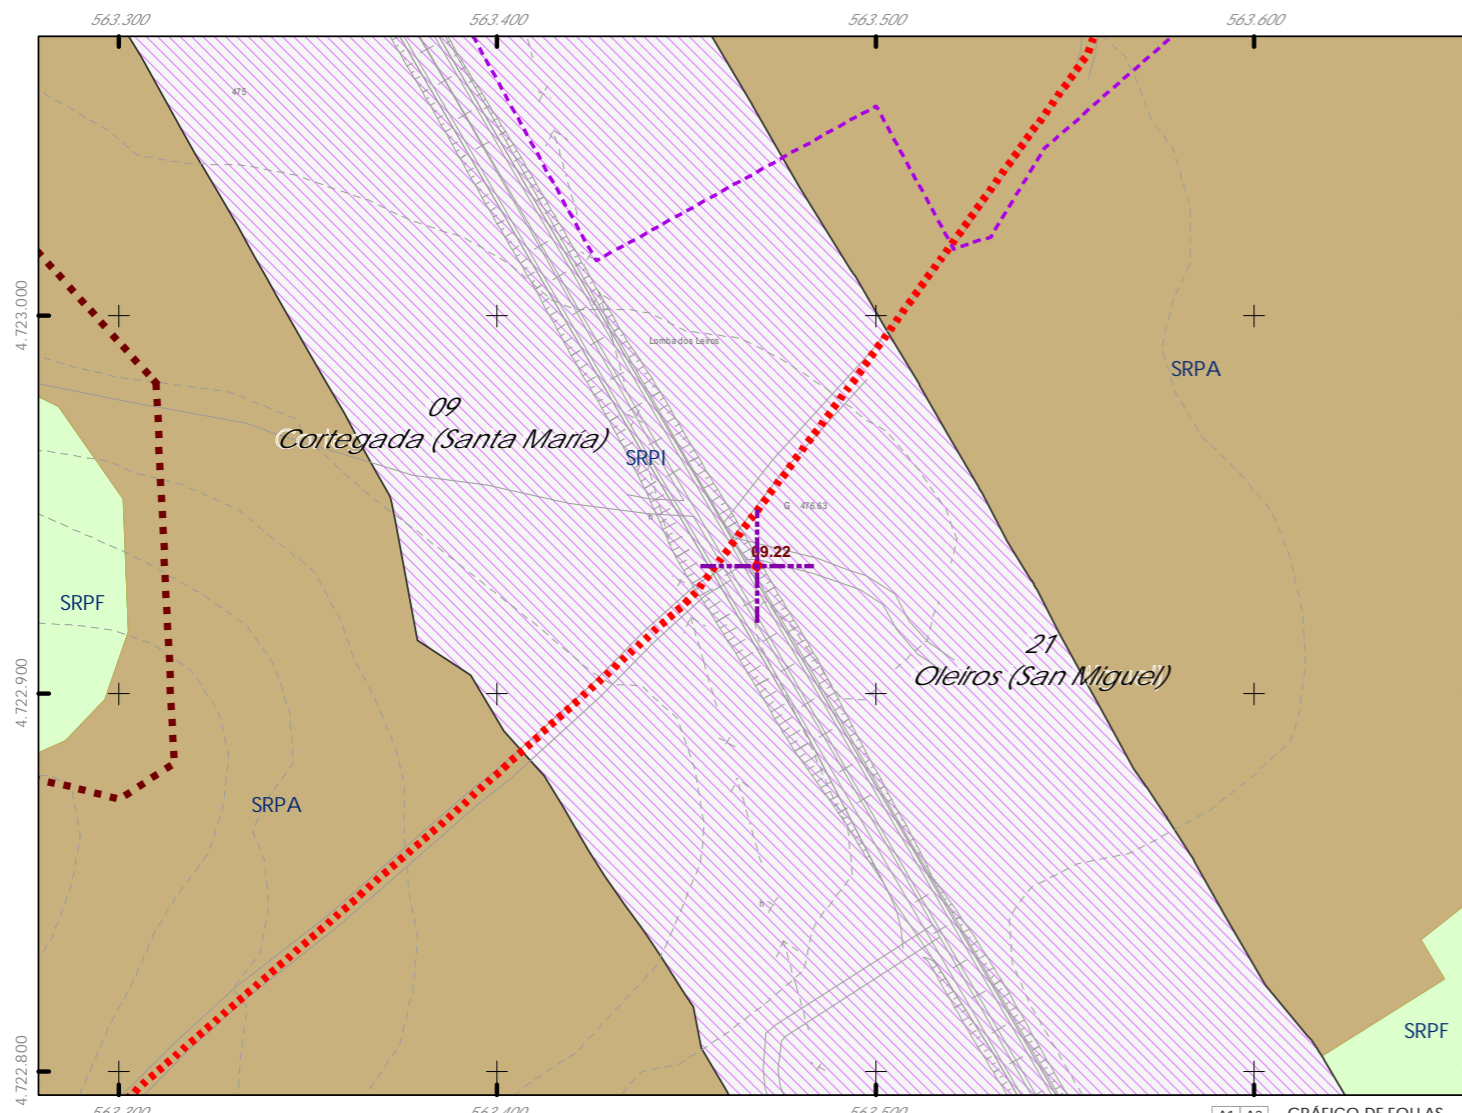 563.300 563.400 563.500 563.600
475
4.723.000
Lomba dos Leiros
SRPA
09
Cortegada (Santa María)
SRPI
G 476.63
09.22
SRPF
21
Oleiros (San Miguel)
4.722.900
SRPA
SRPF
4.722.800
563.300 563.400 563.500
A1 A2 GRÁFICO DE FOLLAS